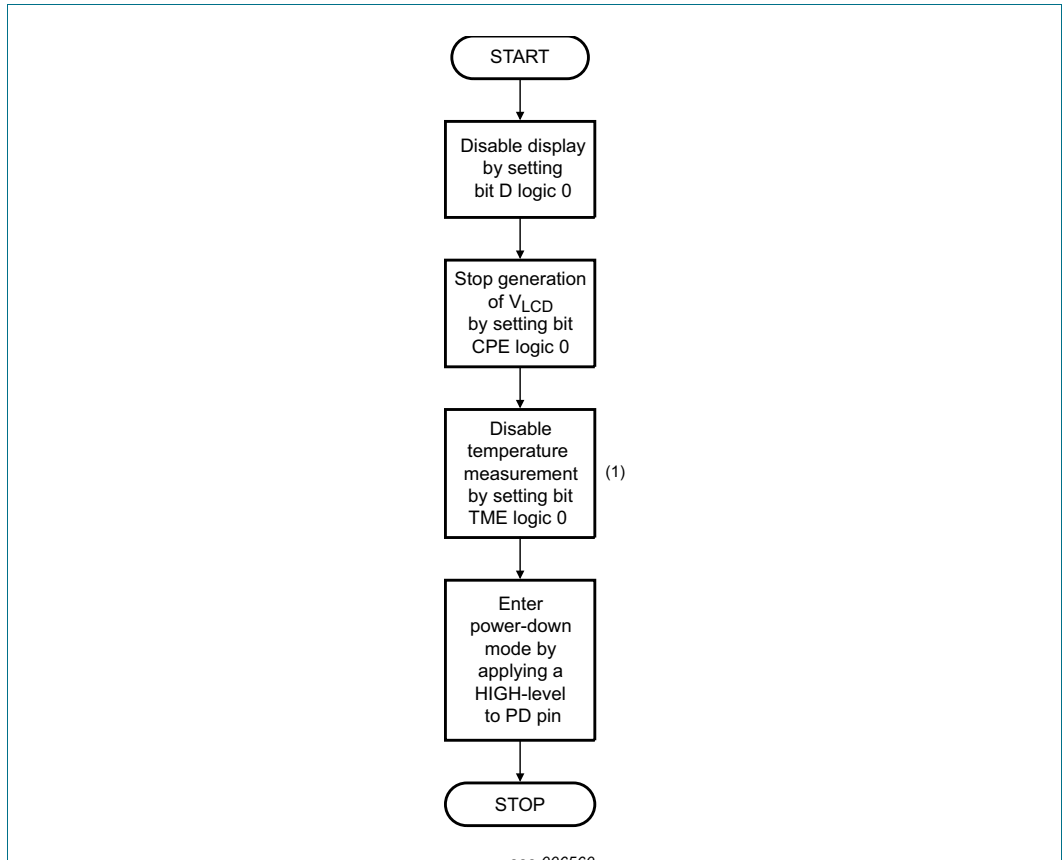 START
Disable display
by setting
bit D logic 0
Stop generation
of VLCD
by setting bit
CPE logic 0
Disable
temperature
measurement
by setting bit
TME logic 0
(1)
Enter
power-down
mode by
applying a
HIGH-level
to PD pin
STOP